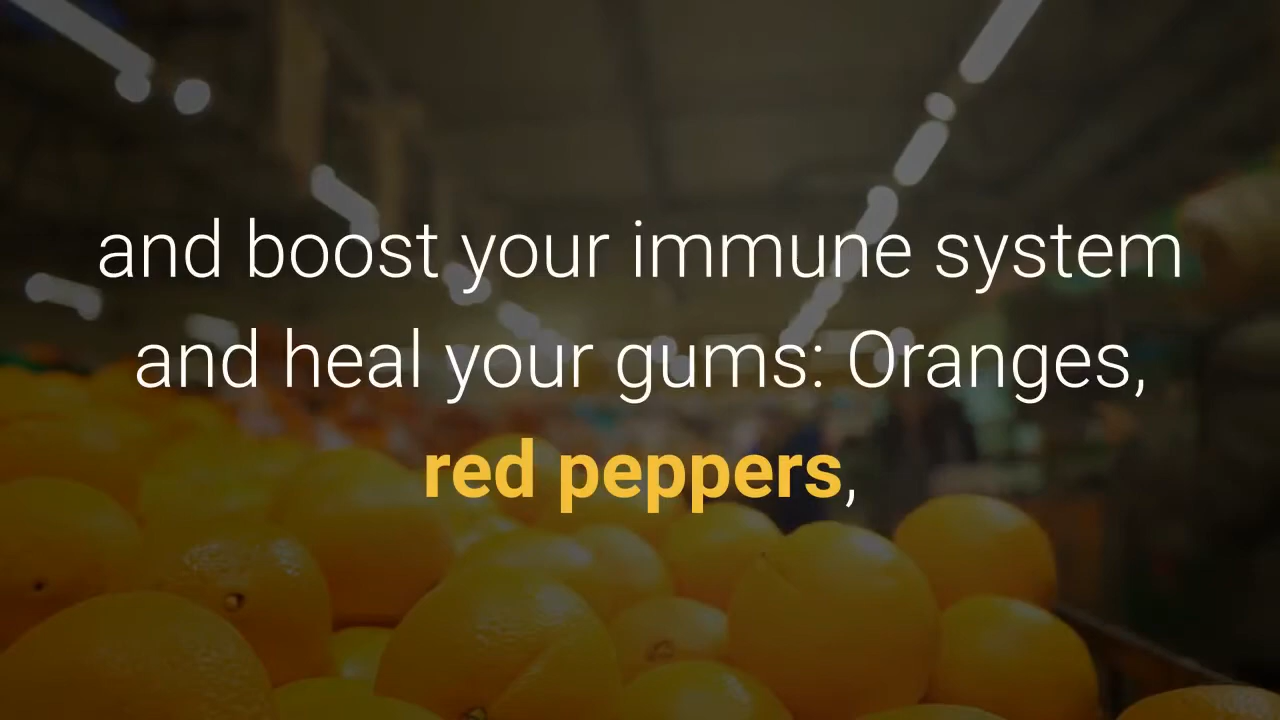 and boost your immune system
and heal your gums: Oranges,
red peppers,